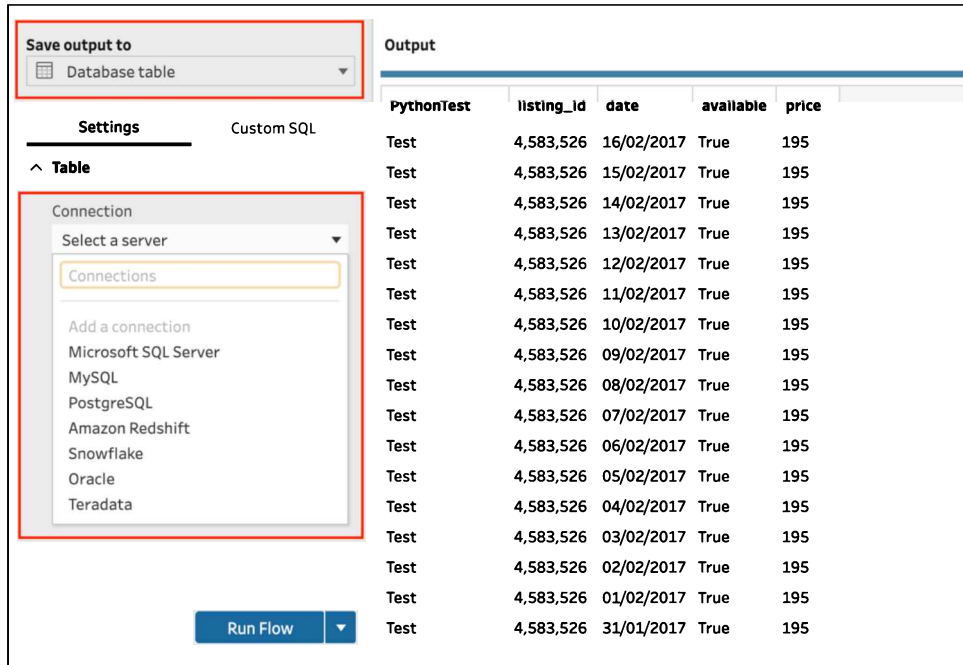 Save output to
Database table
Settings Custom SQL
Table
Connection
Select a server
Connections
Add a connection
Microsoft SQL Server
MySQL
PostgreSQL
Amazon Redshift
Snowflake
Oracle
Teradata
Run Flow
Output
PythonTest listing_id date available price
Test 4,583,526 16/02/2017 True 195
Test 4,583,526 15/02/2017 True 195
Test 4,583,526 14/02/2017 True 195
Test 4,583,526 13/02/2017 True 195
Test 4,583,526 12/02/2017 True 195
Test 4,583,526 11/02/2017 True 195
Test 4,583,526 10/02/2017 True 195
Test 4,583,526 09/02/2017 True 195
Test 4,583,526 08/02/2017 True 195
Test 4,583,526 07/02/2017 True 195
Test 4,583,526 06/02/2017 True 195
Test 4,583,526 05/02/2017 True 195
Test 4,583,526 04/02/2017 True 195
Test 4,583,526 03/02/2017 True 195
Test 4,583,526 02/02/2017 True 195
Test 4,583,526 01/02/2017 True 195
Test 4,583,526 31/01/2017 True 195